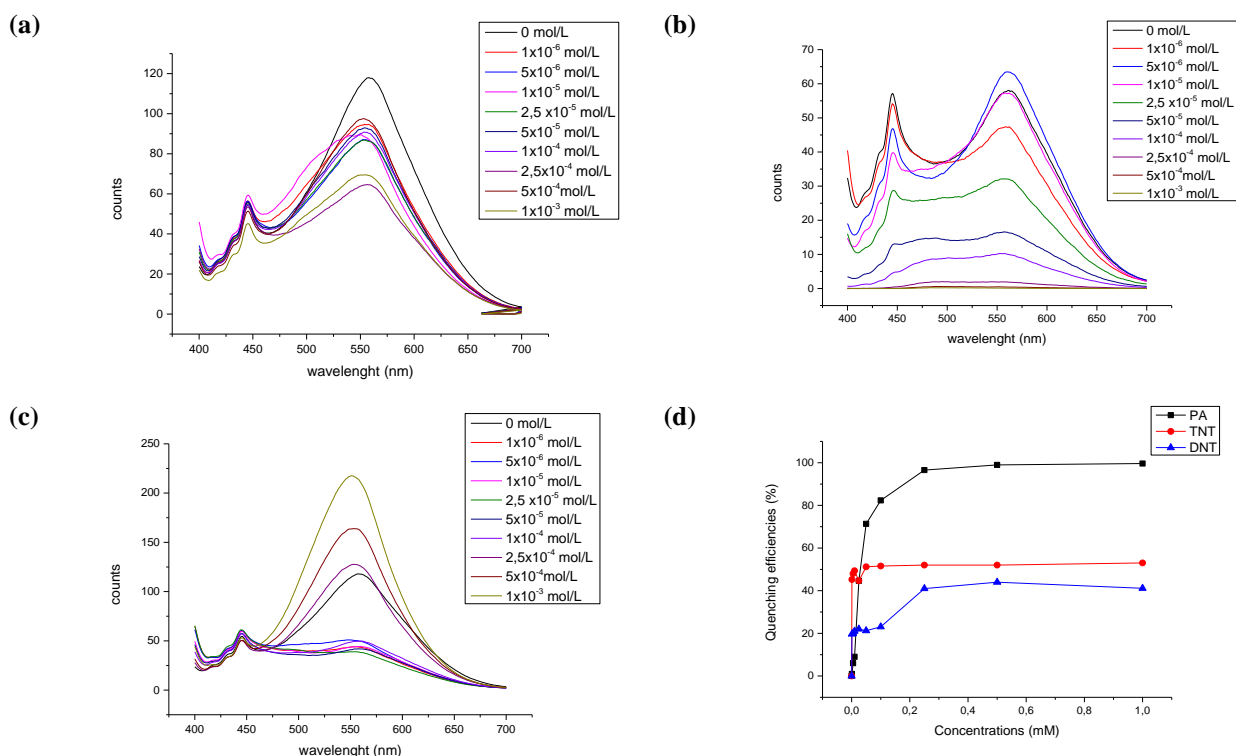 (a)
120
100
80
60
40
20
0
counts
400 450 500 550 600 650 700
wavelenght (nm)
0 mol/L
1x10⁻⁶ mol/L
5x10⁻⁶ mol/L
1x10⁻⁵ mol/L
2,5 x10⁻⁵ mol/L
5x10⁻⁵ mol/L
1x10⁻⁴ mol/L
2,5x10⁻⁴ mol/L
5x10⁻⁴mol/L
1x10⁻³ mol/L
(b)
70
60
50
40
30
20
10
0
counts
400 450 500 550 600 650 700
wavelenght (nm)
0 mol/L
1x10⁻⁶ mol/L
5x10⁻⁶ mol/L
1x10⁻⁵ mol/L
2,5 x10⁻⁵ mol/L
5x10⁻⁵ mol/L
1x10⁻⁴ mol/L
2,5x10⁻⁴ mol/L
5x10⁻⁴ mol/L
1x10⁻³ mol/L
(c)
250
200
150
100
50
0
counts
400 450 500 550 600 650 700
wavelenght (nm)
0 mol/L
1x10⁻⁶ mol/L
5x10⁻⁶ mol/L
1x10⁻⁵ mol/L
2,5 x10⁻⁵ mol/L
5x10⁻⁵ mol/L
1x10⁻⁴ mol/L
2,5x10⁻⁴ mol/L
5x10⁻⁴mol/L
1x10⁻³ mol/L
(d)
PA
TNT
DNT
100
80
60
40
20
0
Quenching efficiencies (%)
0,0 0,2 0,4 0,6 0,8 1,0
Concentrations (mM)